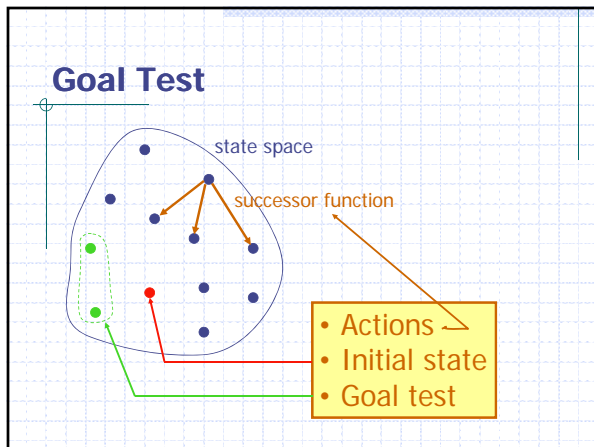 Goal Test
state space
successor function
• Actions
• Initial state
• Goal test